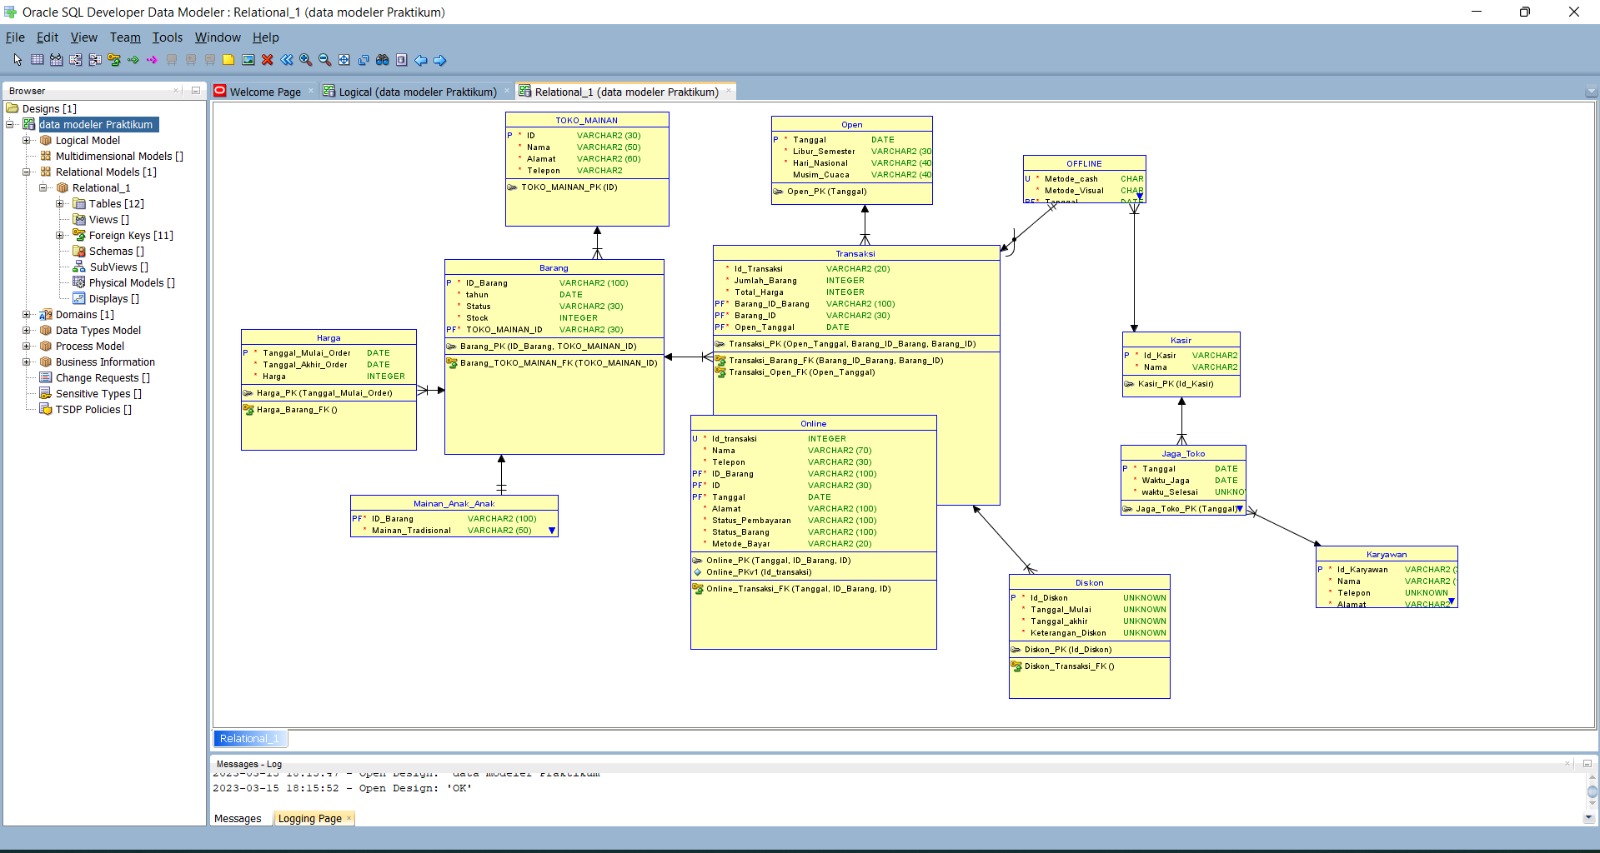 Oracle SQL Developer Data Modeler : Relational_1 (data modeler Praktikum)
File Edit View Team Tools Window Help
Browser
Designs [1]
data modeler Praktikum
Logical Model
Multidimensional Models []
Relational Models [1]
Relational_1
Tables [12]
Views []
Foreign Keys [11]
Schemas []
SubViews []
Physical Models []
Displays []
Domains [1]
Data Types Model
Process Model
Business Information
Change Requests []
Sensitive Types []
TSDP Policies []
Welcome Page
Logical (data modeler Praktikum)
Relational_1 (data modeler Praktikum)
TOKO_MAINAN
P * ID VARCHAR2 (30)
* Nama VARCHAR2 (50)
* Alamat VARCHAR2 (60)
* Telepon VARCHAR2
TOKO_MAINAN_PK (ID)
Open
P * Tanggal DATE
* Libur_Semester VARCHAR2 (30
* Hari_Nasional VARCHAR2 (40
Musim_Cuaca VARCHAR2 (40
Open_PK (Tanggal)
OFFLINE
U * Metode_cash CHAR
* Metode_Visual CHAR
PF* Tanggal DATE
Barang
P * ID_Barang VARCHAR2 (100)
* tahun DATE
* Status VARCHAR2 (30)
* Stock INTEGER
PF* TOKO_MAINAN_ID VARCHAR2 (30)
Barang_PK (ID_Barang, TOKO_MAINAN_ID)
Barang_TOKO_MAINAN_FK (TOKO_MAINAN_ID)
Transaksi
* Id_Transaksi VARCHAR2 (20)
* Jumlah_Barang INTEGER
* Total_Harga INTEGER
PF* Barang_ID_Barang VARCHAR2 (100)
PF* Barang_ID VARCHAR2 (30)
PF* Open_Tanggal DATE
Transaksi_PK (Open_Tanggal, Barang_ID_Barang, Barang_ID)
Transaksi_Barang_FK (Barang_ID_Barang, Barang_ID)
Transaksi_Open_FK (Open_Tanggal)
Harga
P * Tanggal_Mulai_Order DATE
* Tanggal_Akhir_Order DATE
* Harga INTEGER
Harga_PK (Tanggal_Mulai_Order)
Harga_Barang_FK ()
Kasir
P * Id_Kasir VARCHAR2
* Nama VARCHAR2
Kasir_PK (Id_Kasir)
Online
U * Id_transaksi INTEGER
* Nama VARCHAR2 (70)
* Telepon VARCHAR2 (30)
PF* ID_Barang VARCHAR2 (100)
PF* ID VARCHAR2 (30)
PF* Tanggal DATE
* Alamat VARCHAR2 (100)
* Status_Pembayaran VARCHAR2 (100)
* Status_Barang VARCHAR2 (100)
* Metode_Bayar VARCHAR2 (20)
Online_PK (Tanggal, ID_Barang, ID)
Online_PKv1 (Id_transaksi)
Online_Transaksi_FK (Tanggal, ID_Barang, ID)
Jaga_Toko
P * Tanggal DATE
* Waktu_Jaga DATE
* waktu_Selesai UNKNO
Jaga_Toko_PK (Tanggal)
Mainan_Anak_Anak
PF* ID_Barang VARCHAR2 (100)
* Mainan_Tradisional VARCHAR2 (50)
Karyawan
P * Id_Karyawan VARCHAR2 (
* Nama VARCHAR2 (
* Telepon UNKNOWN
* Alamat VARCHAR2
Diskon
P * Id_Diskon UNKNOWN
* Tanggal_Mulai UNKNOWN
* Tanggal_akhir UNKNOWN
* Keterangan_Diskon UNKNOWN
Diskon_PK (Id_Diskon)
Diskon_Transaksi_FK ()
Relational_1
Messages - Log
2023-03-15 18:15:47 - Open Design: 'data modeler Praktikum'
2023-03-15 18:15:52 - Open Design: 'OK'
Messages
Logging Page